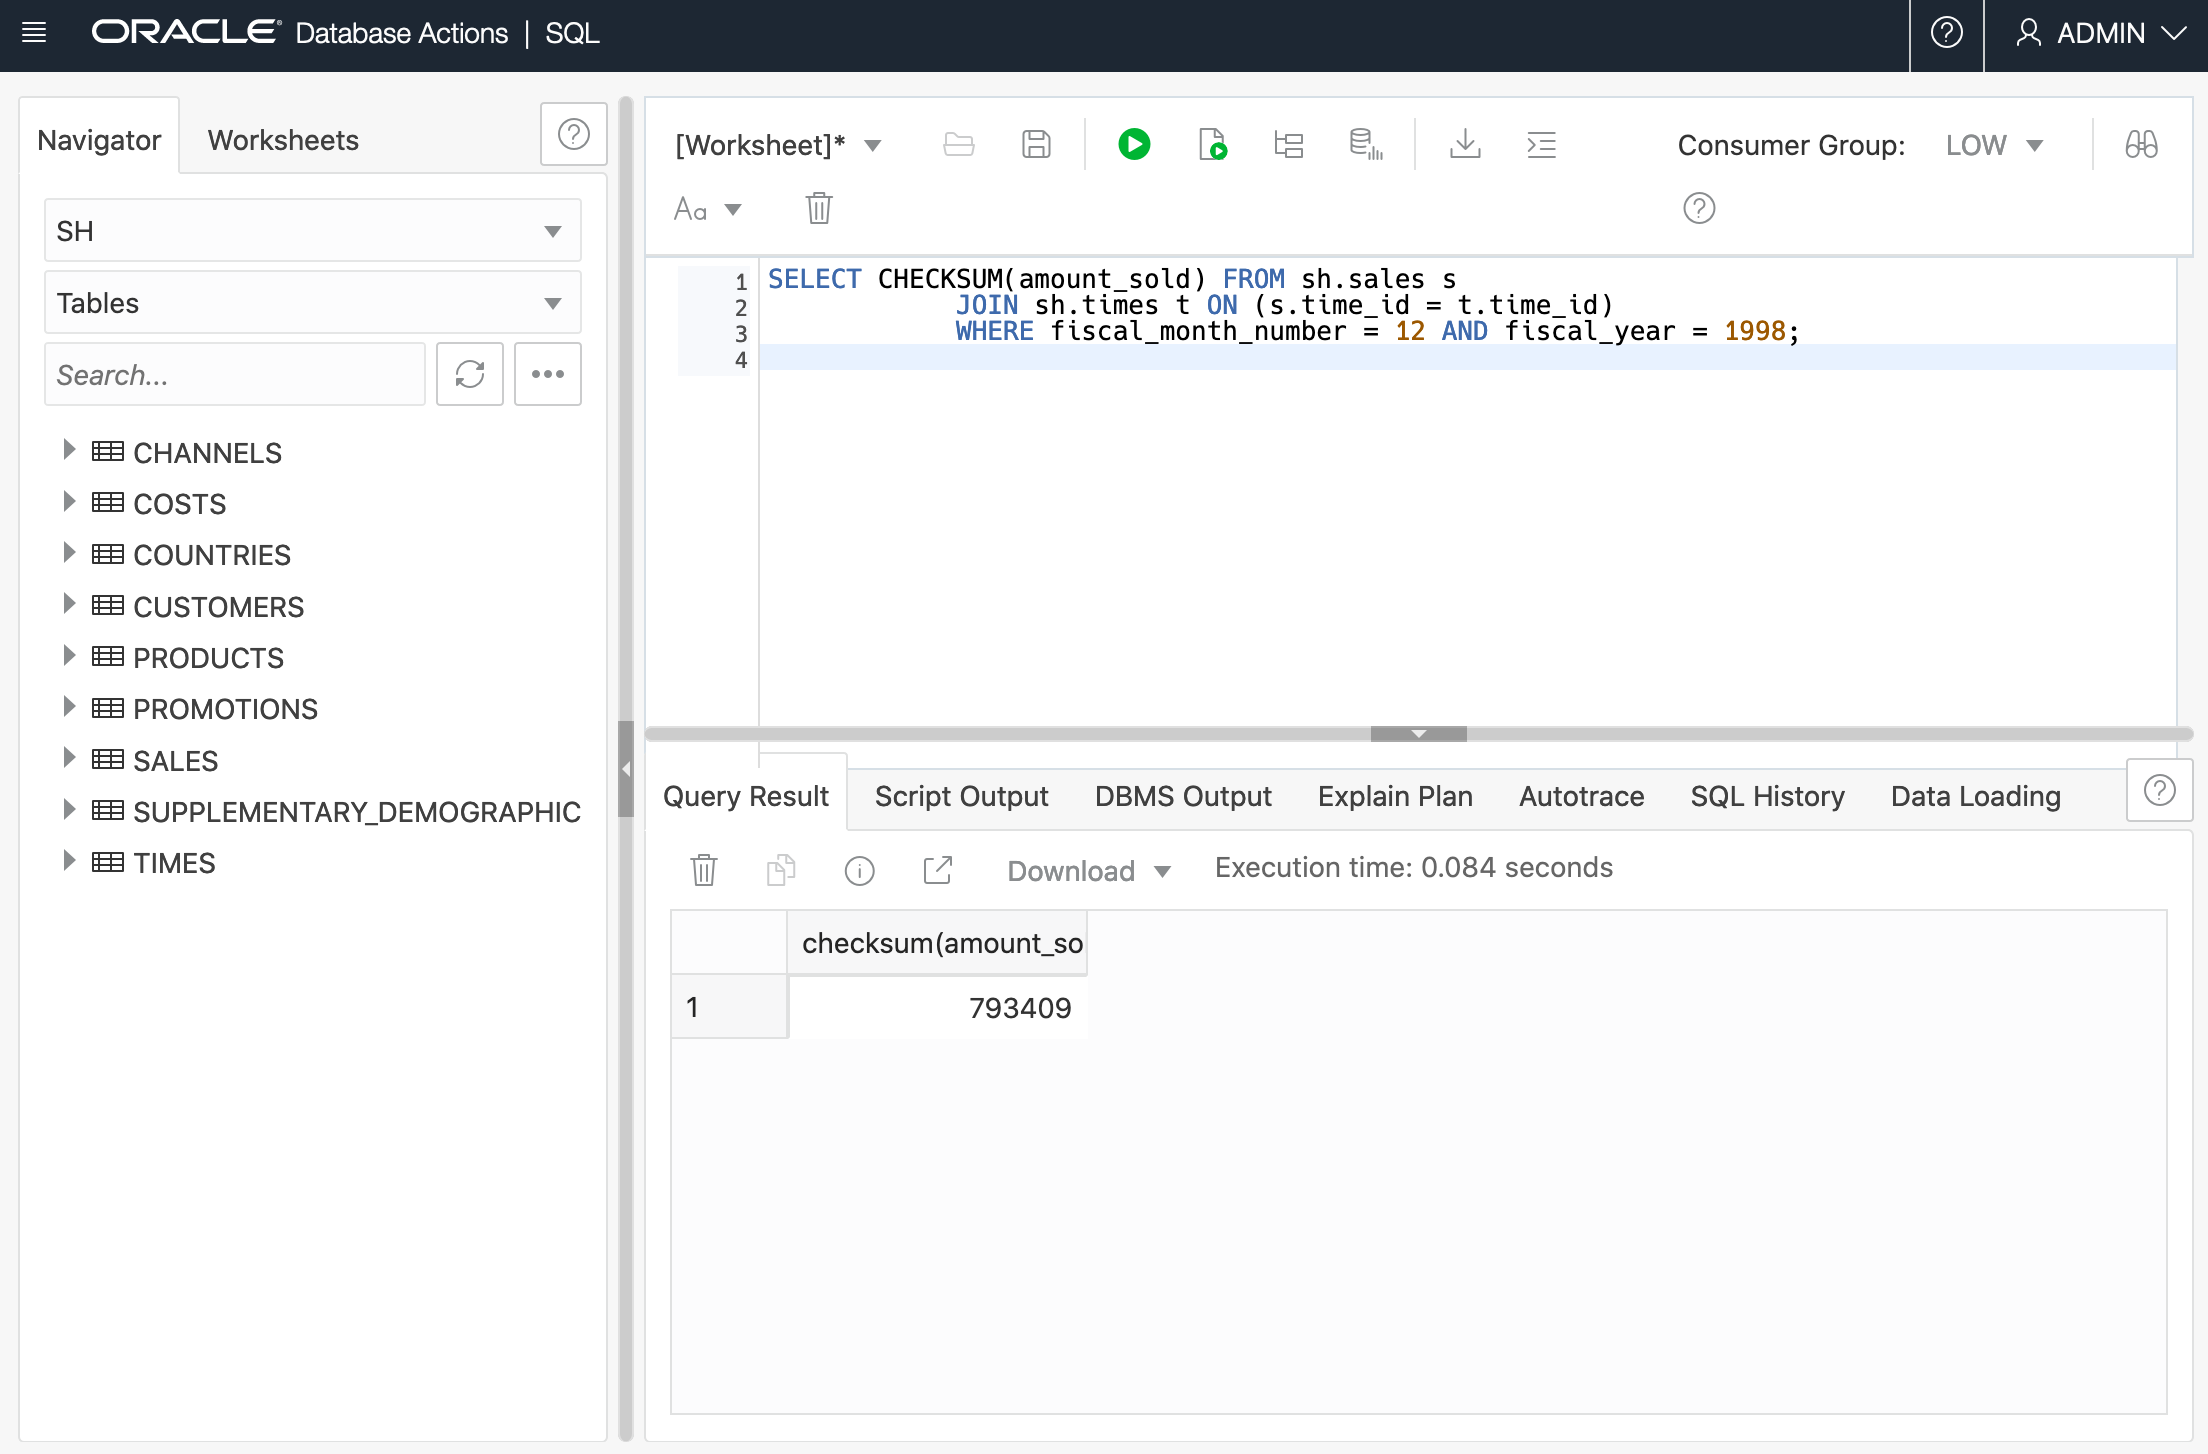 ORACLE Database Actions | SQL
ADMIN
Navigator
Worksheets
SH
Tables
Search...
CHANNELS
COSTS
COUNTRIES
CUSTOMERS
PRODUCTS
PROMOTIONS
SALES
SUPPLEMENTARY_DEMOGRAPHIC
TIMES
[Worksheet]*
Consumer Group: LOW
Aa
1 SELECT CHECKSUM(amount_sold) FROM sh.sales s
2 JOIN sh.times t ON (s.time_id = t.time_id)
3 WHERE fiscal_month_number = 12 AND fiscal_year = 1998;
4
Query Result
Script Output
DBMS Output
Explain Plan
Autotrace
SQL History
Data Loading
Download
Execution time: 0.084 seconds
checksum(amount_so
1 793409